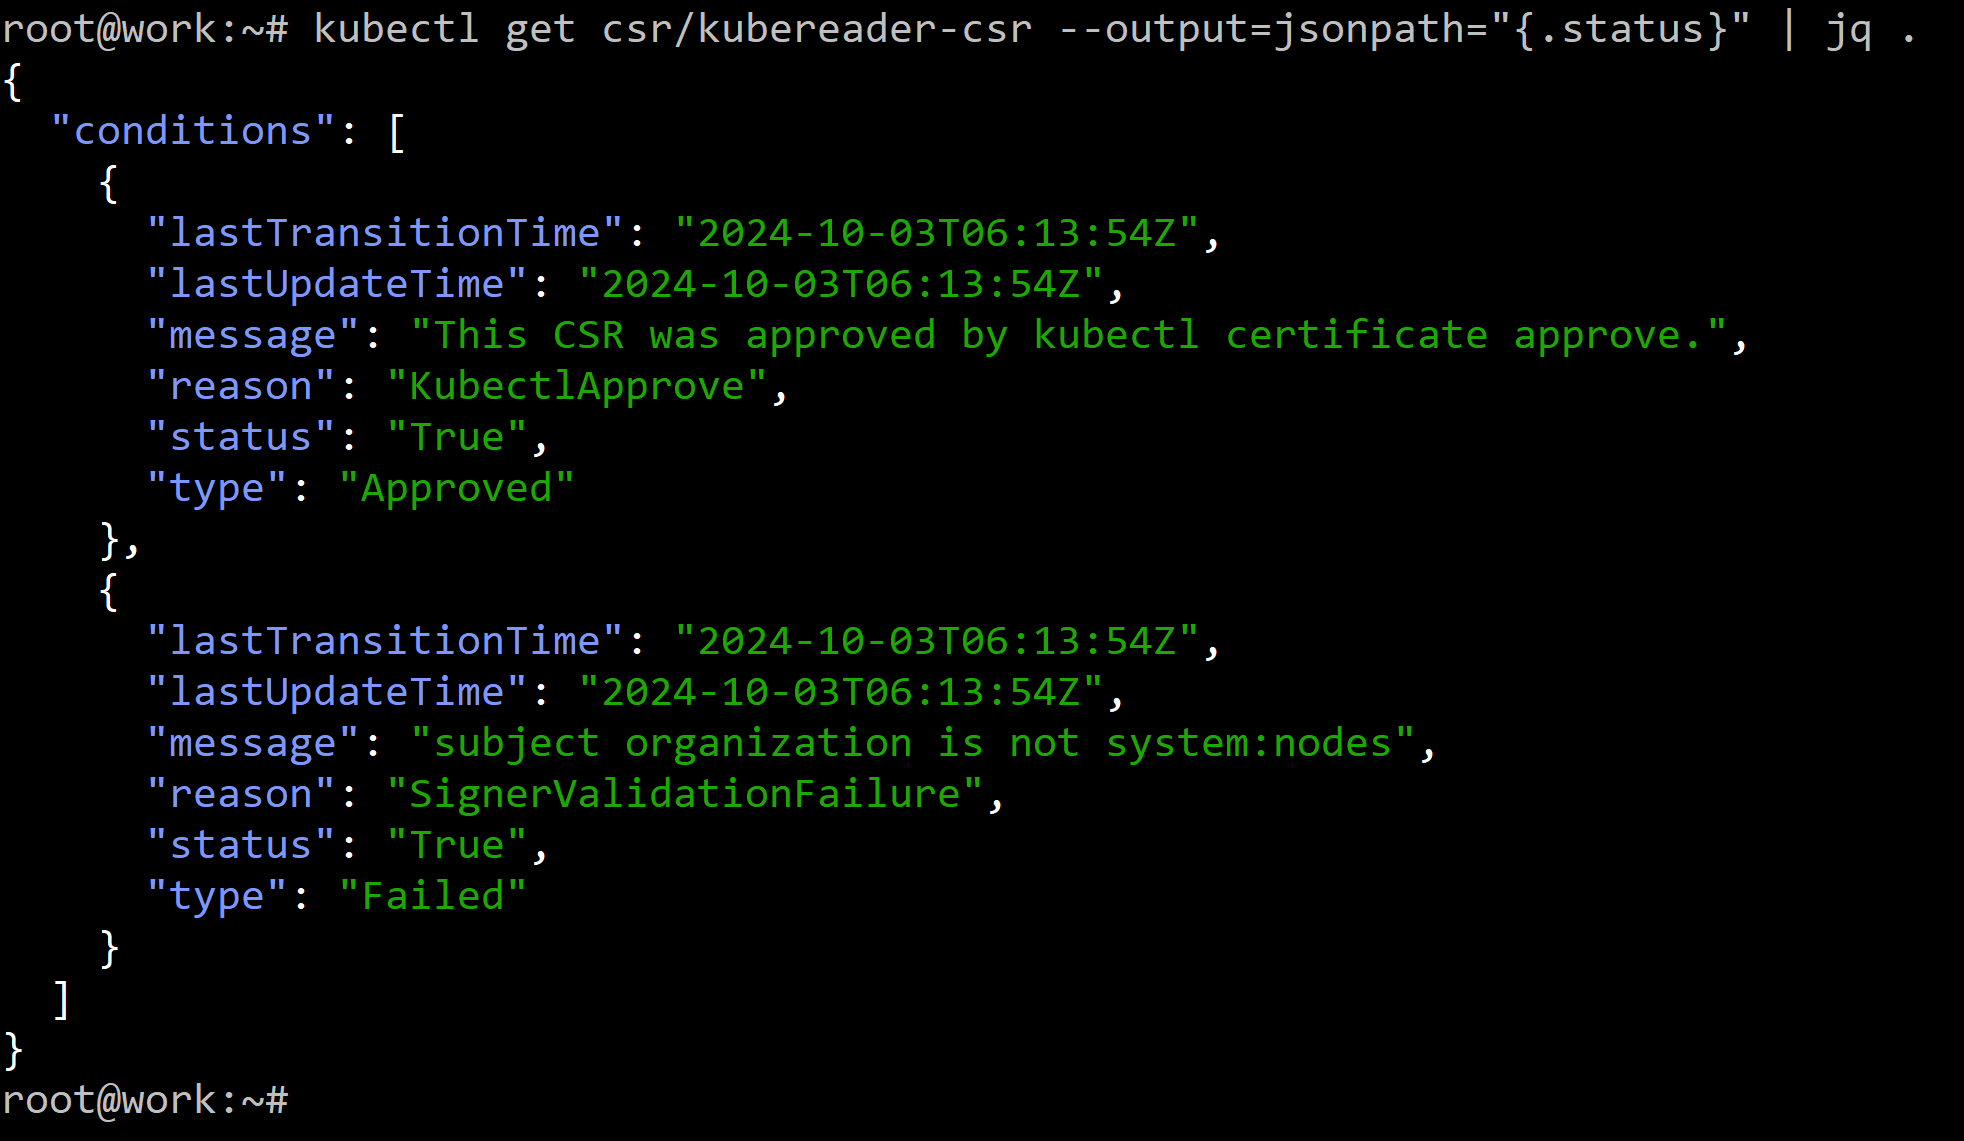 root@work:~# kubectl get csr/kubereader-csr --output=jsonpath="{.status}" | jq .
{
  "conditions": [
    {
      "lastTransitionTime": "2024-10-03T06:13:54Z",
      "lastUpdateTime": "2024-10-03T06:13:54Z",
      "message": "This CSR was approved by kubectl certificate approve.",
      "reason": "KubectlApprove",
      "status": "True",
      "type": "Approved"
    },
    {
      "lastTransitionTime": "2024-10-03T06:13:54Z",
      "lastUpdateTime": "2024-10-03T06:13:54Z",
      "message": "subject organization is not system:nodes",
      "reason": "SignerValidationFailure",
      "status": "True",
      "type": "Failed"
    }
  ]
}
root@work:~#